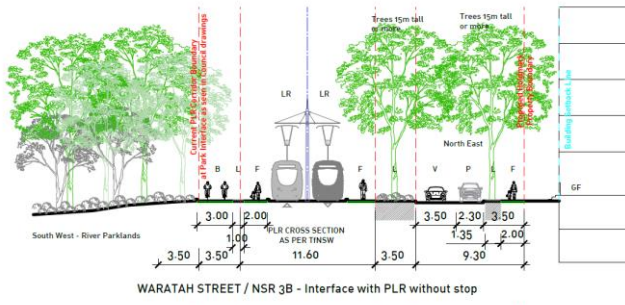 Trees 15m tall
or more
Trees 15m tall
or more
Current PLR Corridor Boundary
at Park Interface as seen in Council drawings
Property Boundary
Building Setback Line
LR
LR
North East
B
L
F
F
L
V
P
L
F
GF
South West - River Parklands
3.00
2.00
1.00
PLR CROSS SECTION
AS PER TfNSW
3.50
2.30
3.50
1.35
2.00
3.50
3.50
11.60
3.50
9.30
WARATAH STREET / NSR 3B - Interface with PLR without stop